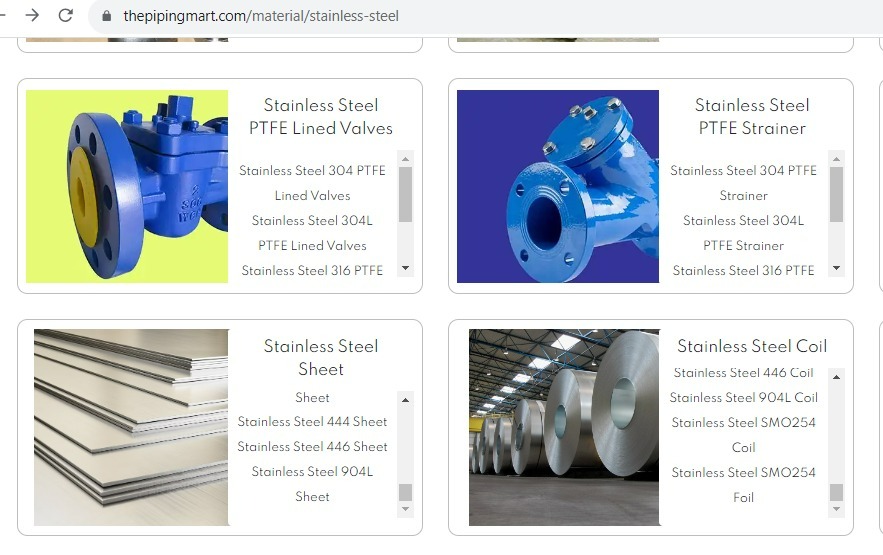 thepipingmart.com/material/stainless-steel
Stainless Steel
PTFE Lined Valves
Stainless Steel 304 PTFE
Lined Valves
Stainless Steel 304L
PTFE Lined Valves
Stainless Steel 316 PTFE
Stainless Steel
PTFE Strainer
Stainless Steel 304 PTFE
Strainer
Stainless Steel 304L
PTFE Strainer
Stainless Steel 316 PTFE
Stainless Steel
Sheet
Sheet
Stainless Steel 444 Sheet
Stainless Steel 446 Sheet
Stainless Steel 904L
Sheet
Stainless Steel Coil
Stainless Steel 446 Coil
Stainless Steel 904L Coil
Stainless Steel SMO254
Coil
Stainless Steel SMO254
Foil